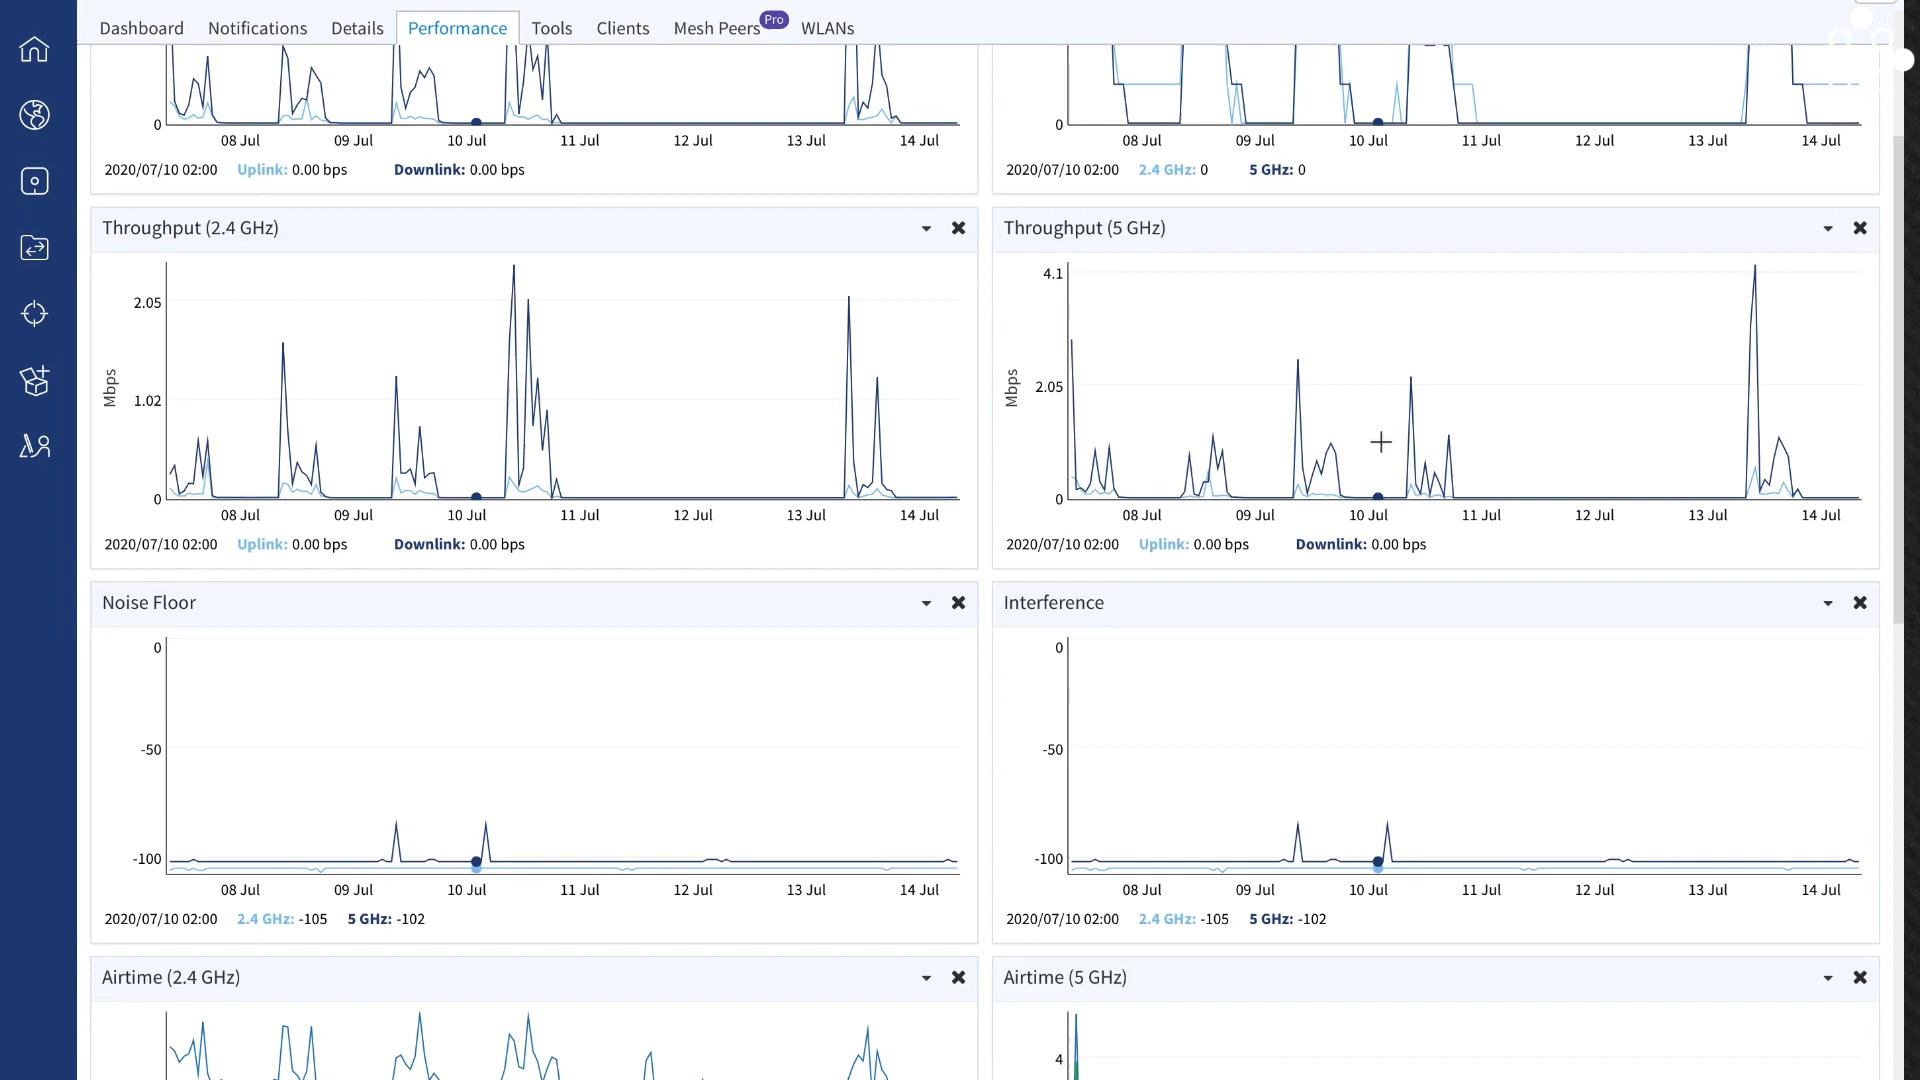 Dashboard Notifications Details Performance Tools Clients Mesh Peers Pro WLANs
0
08 Jul 09 Jul 10 Jul 11 Jul 12 Jul 13 Jul 14 Jul
2020/07/10 02:00 Uplink: 0.00 bps Downlink: 0.00 bps
0
08 Jul 09 Jul 10 Jul 11 Jul 12 Jul 13 Jul 14 Jul
2020/07/10 02:00 2.4 GHz: 0 5 GHz: 0
Throughput (2.4 GHz)
Mbps
2.05
1.02
0
08 Jul 09 Jul 10 Jul 11 Jul 12 Jul 13 Jul 14 Jul
2020/07/10 02:00 Uplink: 0.00 bps Downlink: 0.00 bps
Throughput (5 GHz)
Mbps
4.1
2.05
0
08 Jul 09 Jul 10 Jul 11 Jul 12 Jul 13 Jul 14 Jul
2020/07/10 02:00 Uplink: 0.00 bps Downlink: 0.00 bps
Noise Floor
0
-50
-100
08 Jul 09 Jul 10 Jul 11 Jul 12 Jul 13 Jul 14 Jul
2020/07/10 02:00 2.4 GHz: -105 5 GHz: -102
Interference
0
-50
-100
08 Jul 09 Jul 10 Jul 11 Jul 12 Jul 13 Jul 14 Jul
2020/07/10 02:00 2.4 GHz: -105 5 GHz: -102
Airtime (2.4 GHz)
Airtime (5 GHz)
4